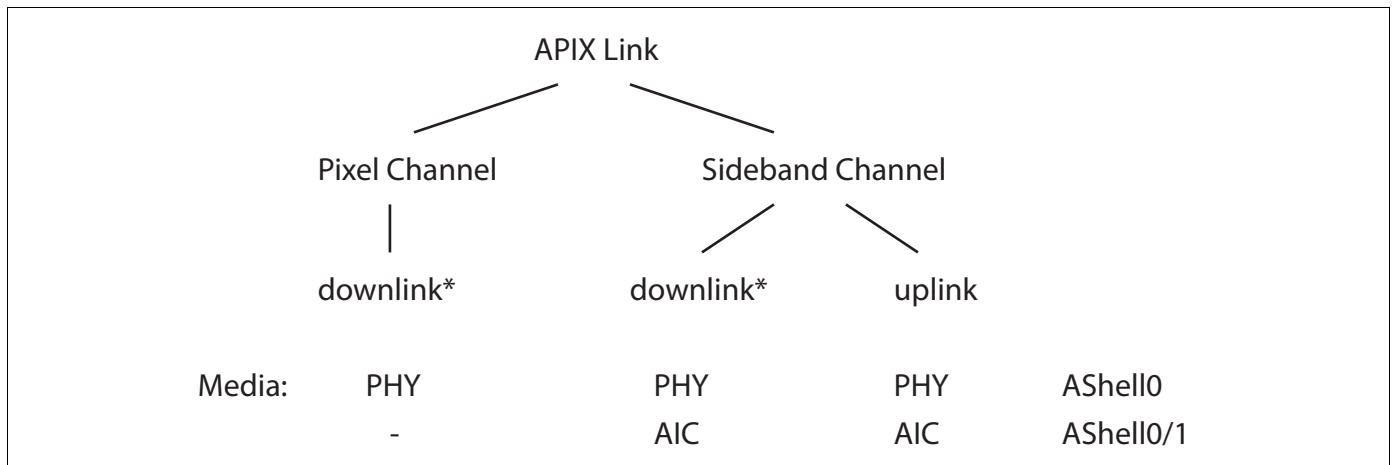 APIX Link
Pixel Channel Sideband Channel
downlink* downlink* uplink
Media: PHY PHY PHY AShell0
- AIC AIC AShell0/1